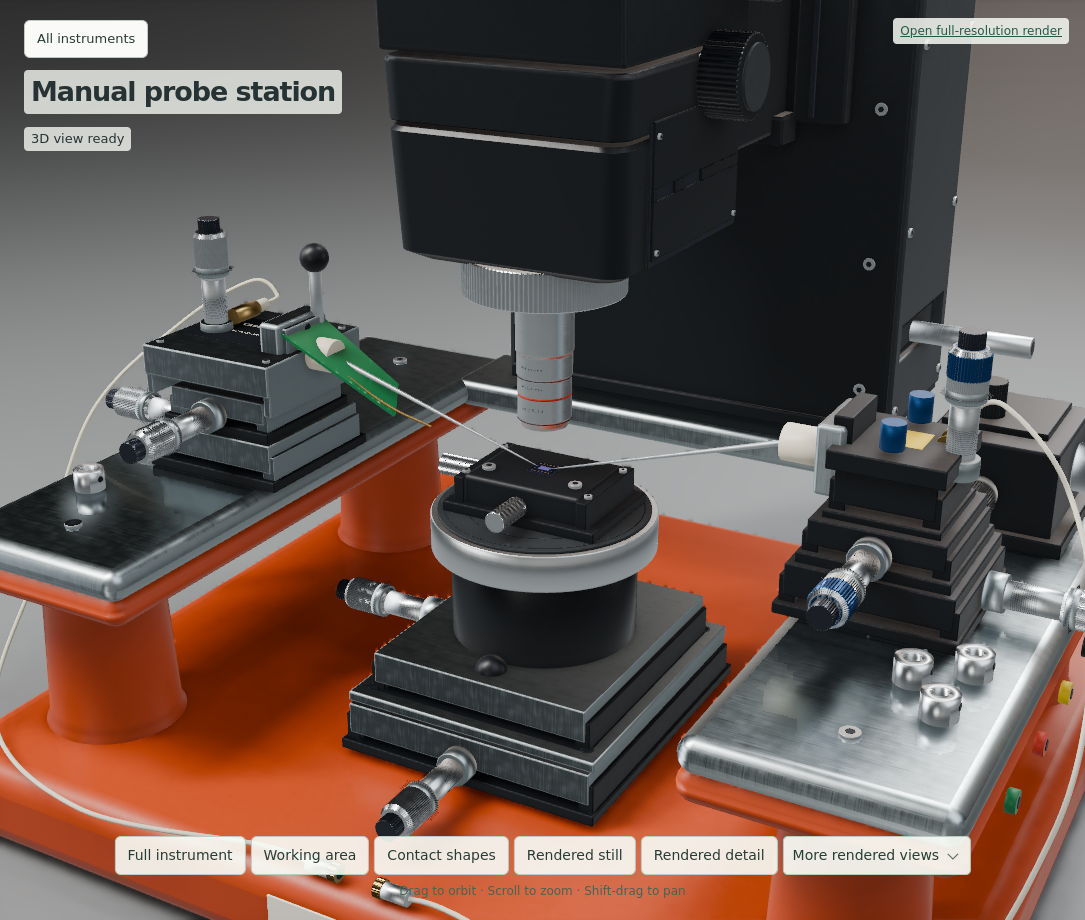 All instruments
Open full-resolution render
Manual probe station
3D view ready
Full instrument
Working area
Contact shapes
Rendered still
Rendered detail
More rendered views
Drag to orbit · Scroll to zoom · Shift-drag to pan